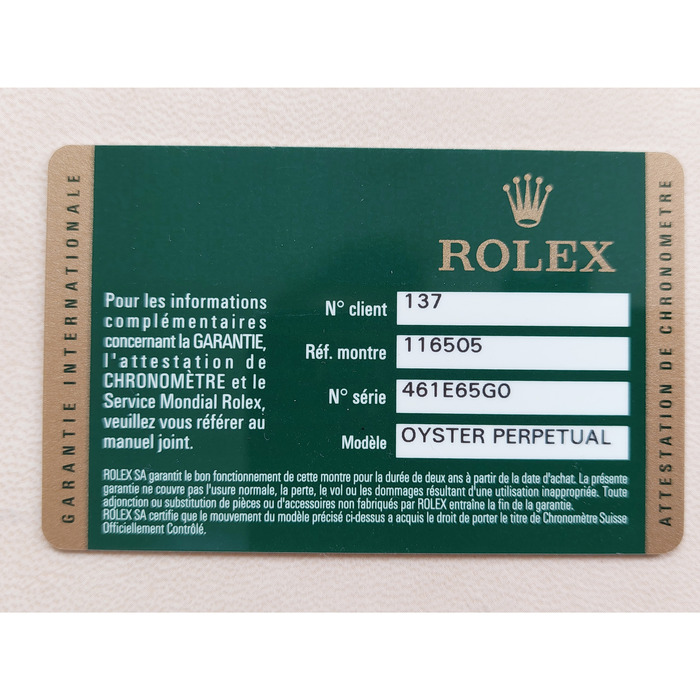 GARANTIE INTERNATIONALE
ROLEX
Pour les informations
complémentaires
concernant la GARANTIE,
l'attestation de
CHRONOMÈTRE et le
Service Mondial Rolex,
veuillez vous référer au
manuel joint.
N° client 137
Réf. montre 116505
N° série 461E65G0
Modèle OYSTER PERPETUAL
ROLEX SA garantit le bon fonctionnement de cette montre pour la durée de deux ans à partir de la date d'achat. La présente
garantie ne couvre pas l'usure normale, la perte, le vol ou les dommages résultant d'une utilisation inappropriée. Toute
adjonction ou substitution de pièces ou d'accessoires non fabriqués par ROLEX entraîne la fin de la garantie.
ROLEX SA certifie que le mouvement du modèle précisé ci-dessus a acquis le droit de porter le titre de Chronomètre Suisse
Officiellement Contrôlé.
ATTESTATION DE CHRONOMETRE